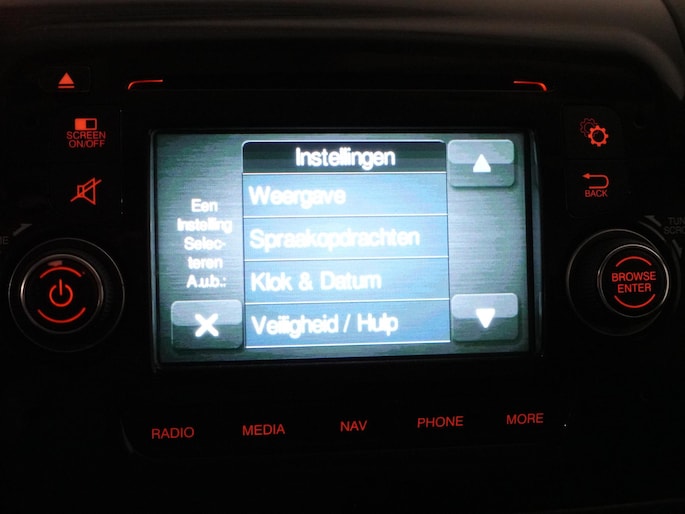 SCREEN
ON/OFF
Instellingen
Weergave
Een
Instelling
Selec-
teren
A.u.b.:
Spraakopdrachten
Klok & Datum
Veiligheid / Hulp
BACK
BROWSE
ENTER
RADIO
MEDIA
NAV
PHONE
MORE